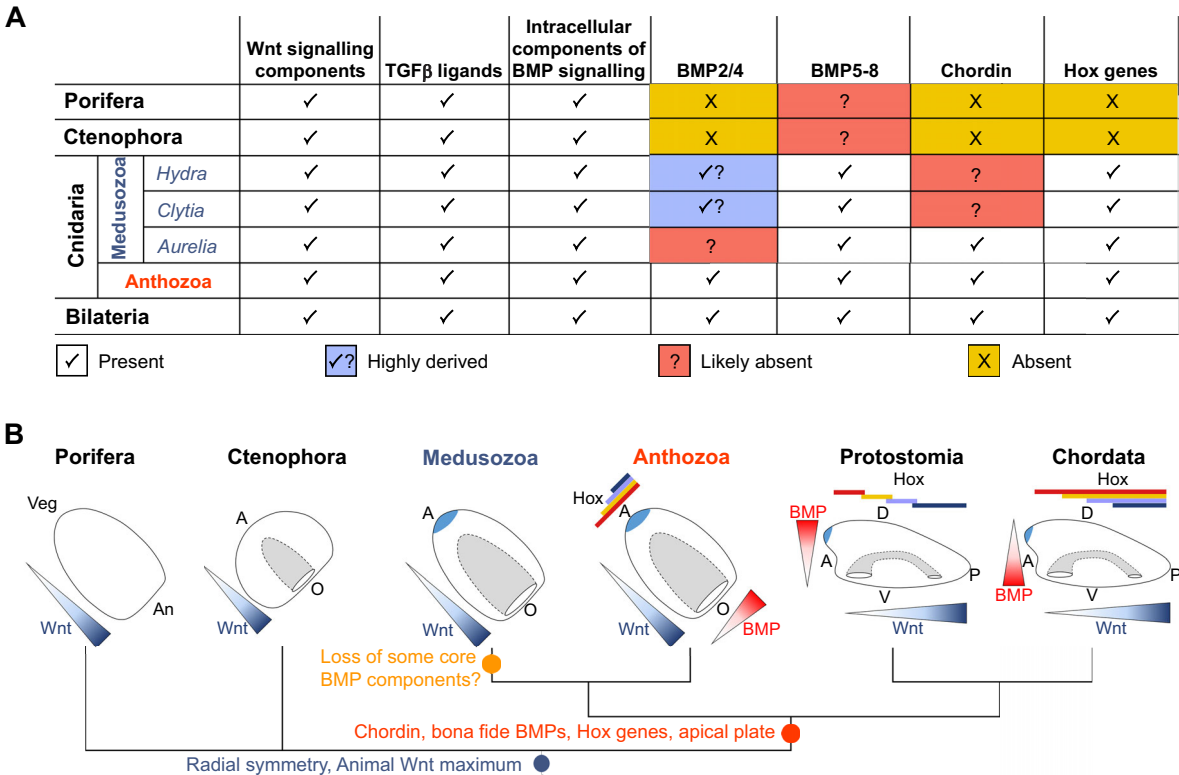 A
Wnt signalling
components
TGFβ ligands
Intracellular
components of
BMP signalling
BMP2/4
BMP5-8
Chordin
Hox genes
Porifera ✓ ✓ ✓ X ? X X
Ctenophora ✓ ✓ ✓ X ? X X
Cnidaria
Medusozoa
Hydra ✓ ✓ ✓ ✓? ✓ ? ✓
Clytia ✓ ✓ ✓ ✓? ✓ ? ✓
Aurelia ✓ ✓ ✓ ? ✓ ✓ ✓
Anthozoa ✓ ✓ ✓ ✓ ✓ ✓ ✓
Bilateria ✓ ✓ ✓ ✓ ✓ ✓ ✓
✓ Present
✓? Highly derived
? Likely absent
X Absent
B
Porifera
Veg
An
Wnt
Ctenophora
A
O
Wnt
Medusozoa
A
O
Wnt
Anthozoa
Hox
A
O
Wnt
BMP
Protostomia
Hox
BMP
D
A
P
V
Wnt
Chordata
Hox
D
A
P
BMP
V
Wnt
Loss of some core
BMP components?
Chordin, bona fide BMPs, Hox genes, apical plate
Radial symmetry, Animal Wnt maximum